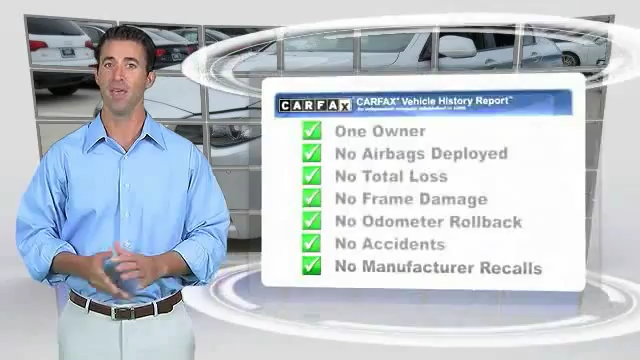 CARFAX CARFAX Vehicle History Report™
One Owner
No Airbags Deployed
No Total Loss
No Frame Damage
No Odometer Rollback
No Accidents
No Manufacturer Recalls